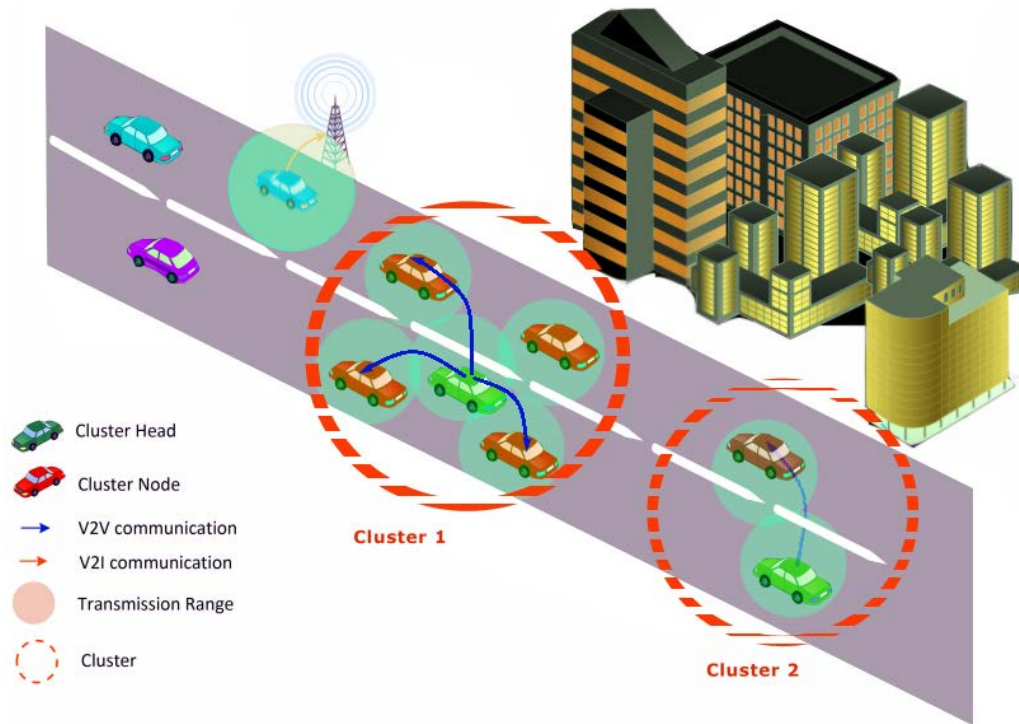 Cluster Head
Cluster Node
V2V communication
V2I communication
Transmission Range
Cluster
Cluster 1
Cluster 2